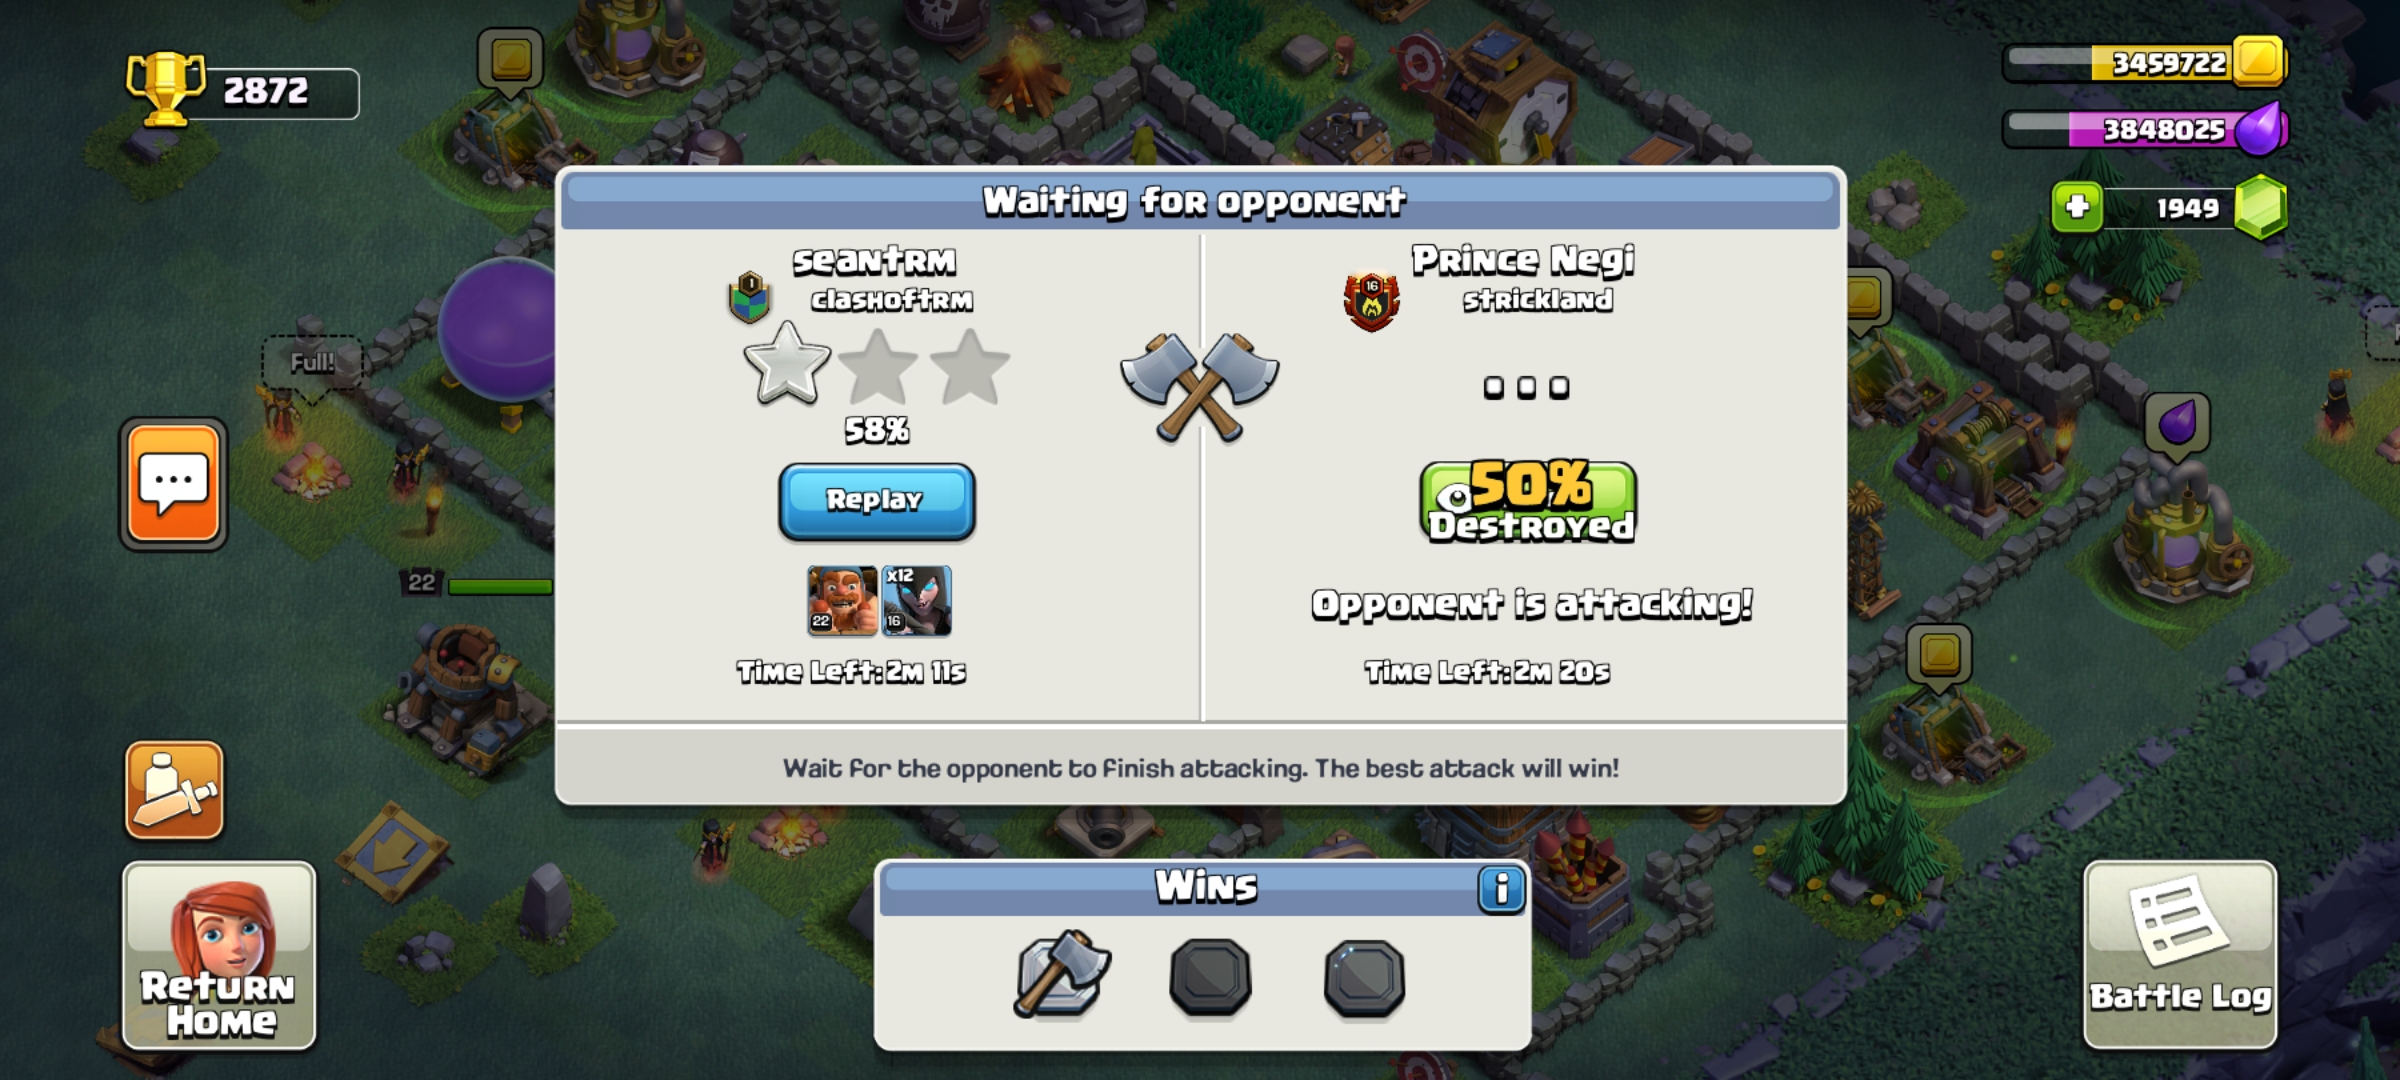 2872
3459722
3848025
1949
Waiting for opponent
seantrm
1
clashoftrm
58%
Replay
x12
22
16
Time Left:2m 11s
Prince Negi
16
strickland
50%
Destroyed
Opponent is attacking!
Time Left:2m 20s
Wait for the opponent to finish attacking. The best attack will win!
Full!
22
Wins
i
Return
Home
Battle Log